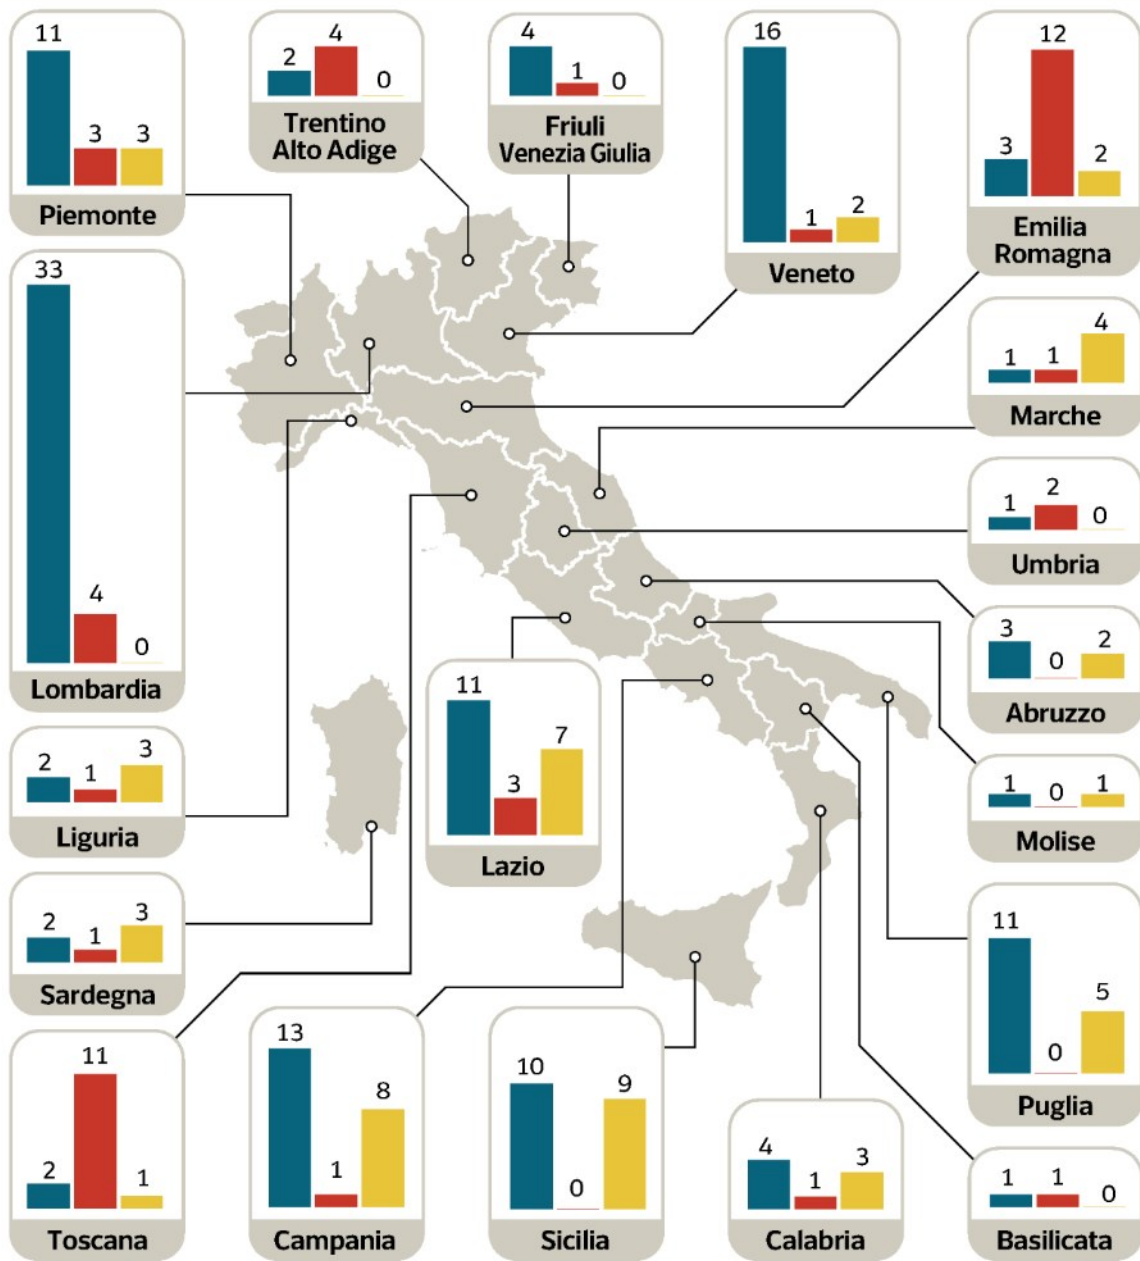 11
3 3
Piemonte
2 4 0
Trentino
Alto Adige
4 1 0
Friuli
Venezia Giulia
16
1 2
Veneto
12
3 2
Emilia
Romagna
33
4
0
Lombardia
1 1 4
Marche
1 2 0
Umbria
3 0 2
Abruzzo
11
3 7
Lazio
2 1 3
Liguria
1 0 1
Molise
2 1 3
Sardegna
11
0 5
Puglia
2 11 1
Toscana
13
1 8
Campania
10
0 9
Sicilia
4 1 3
Calabria
1 1 0
Basilicata